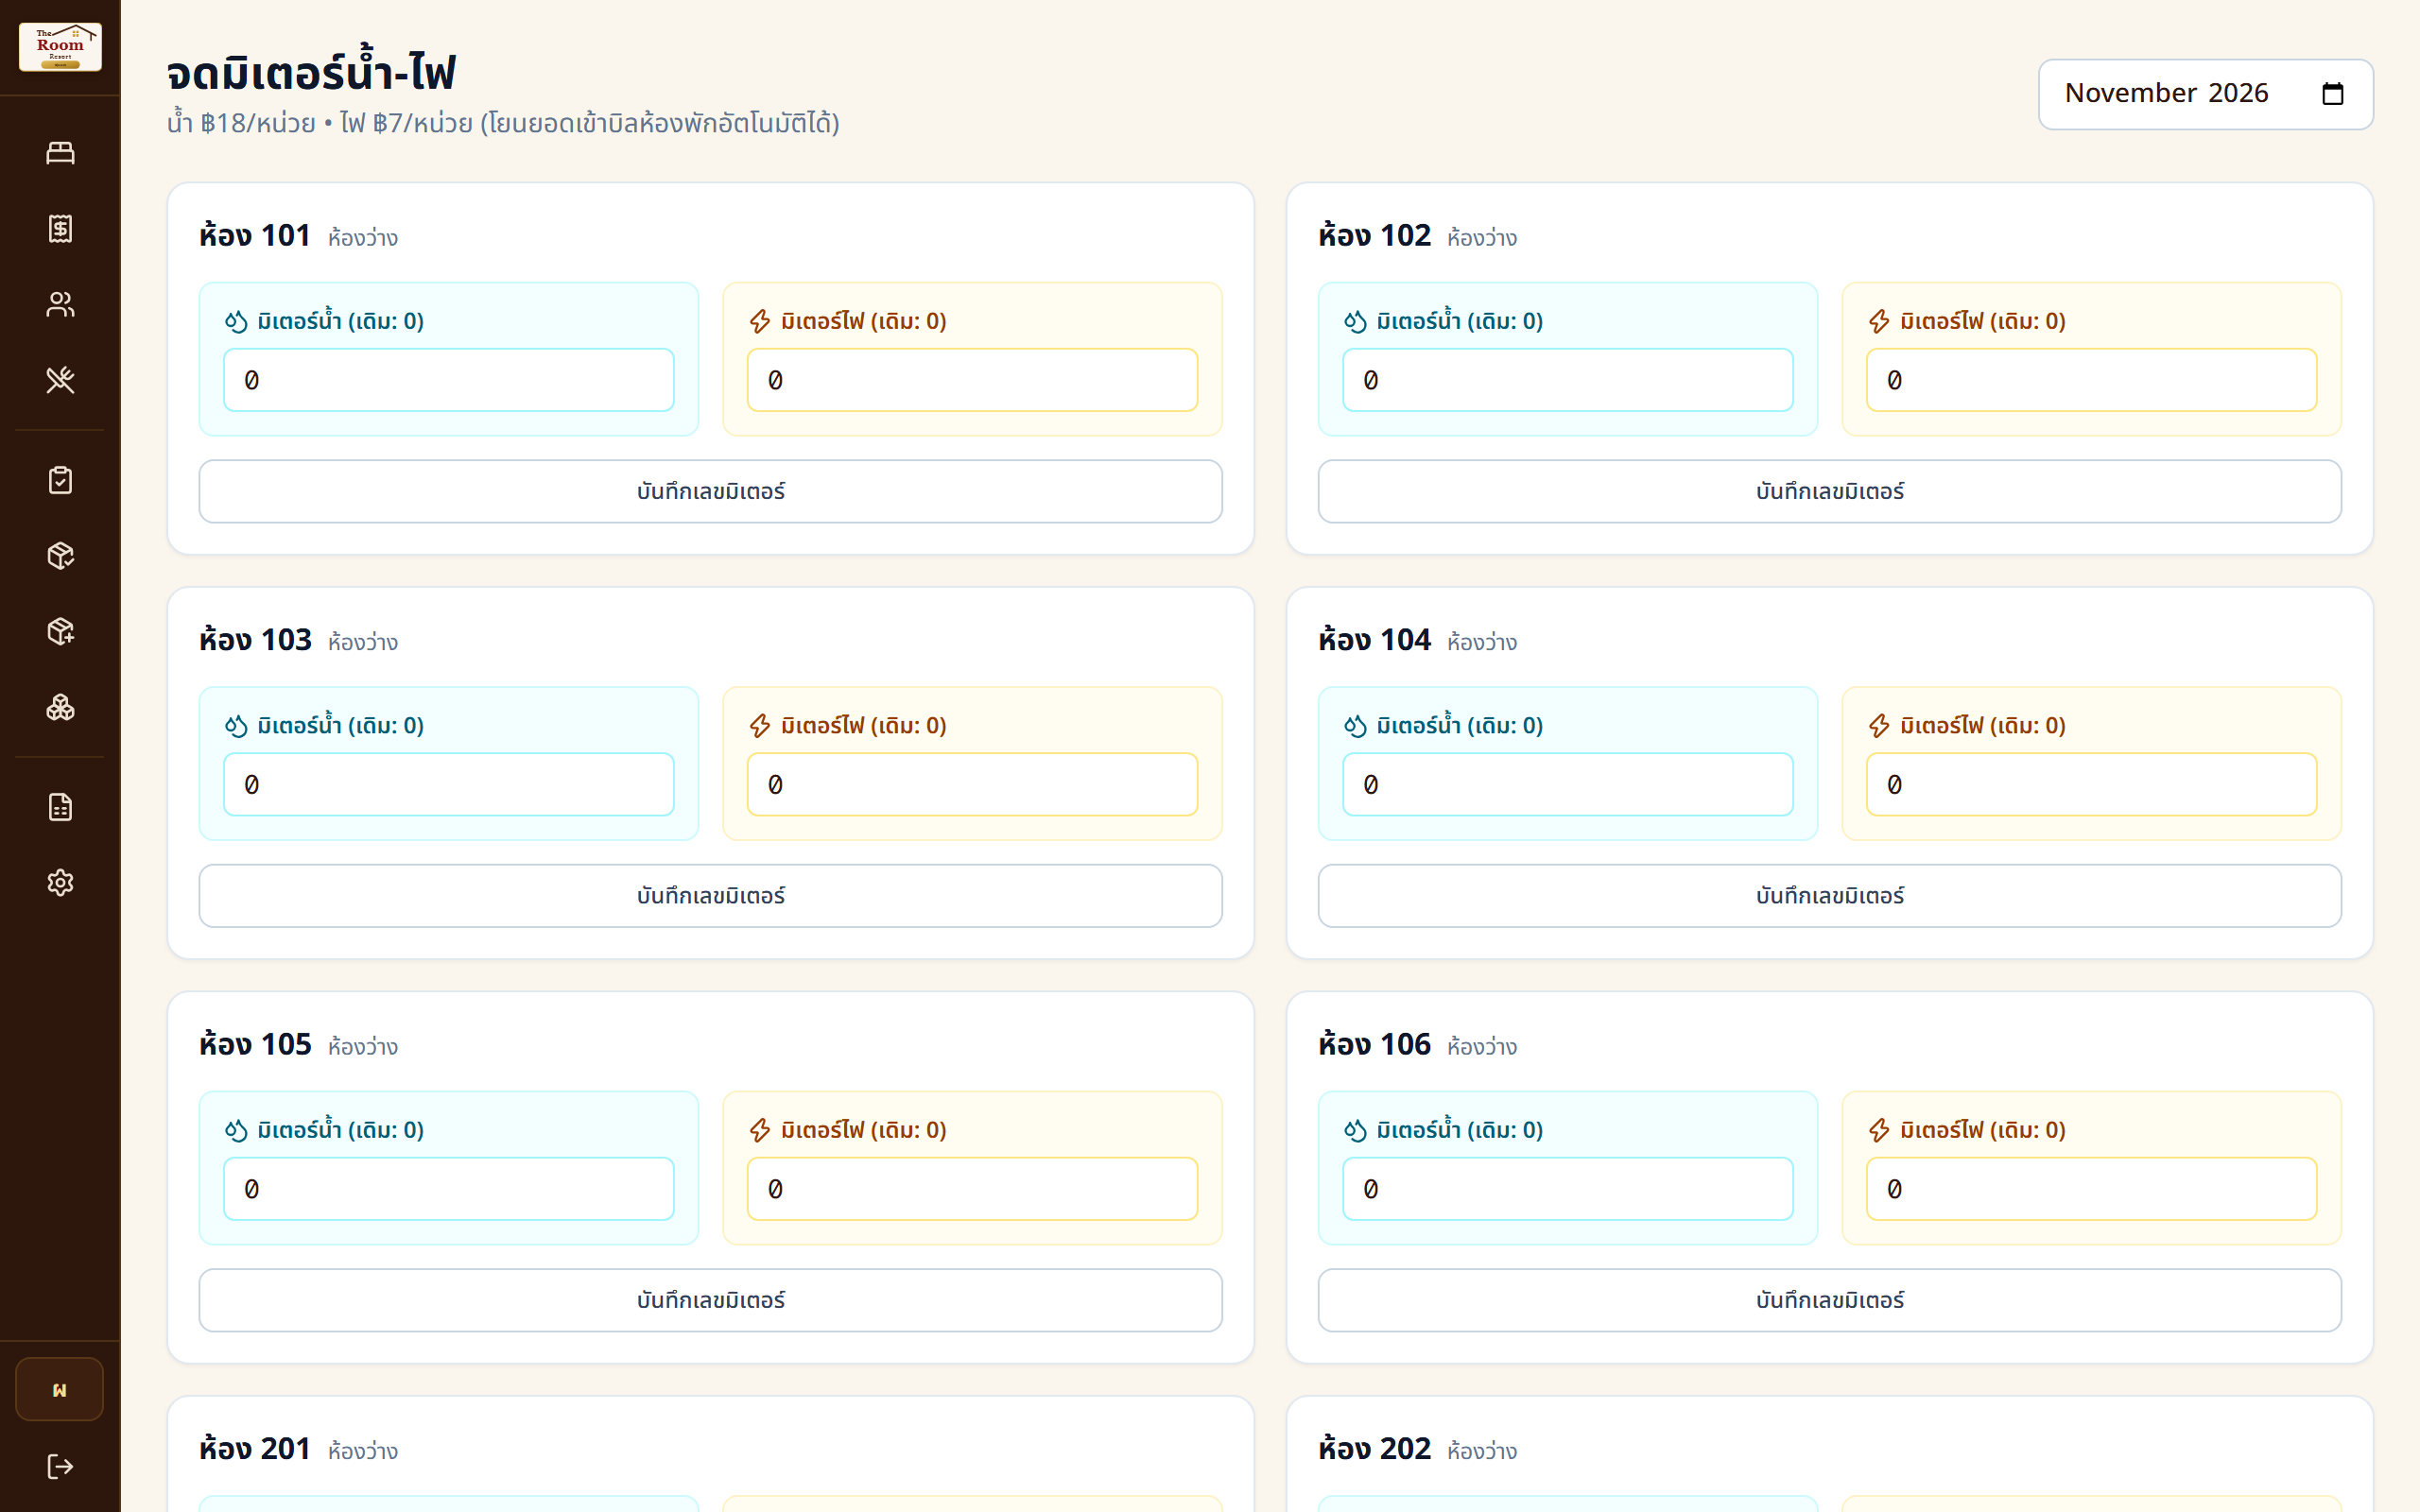 The
Room
Resort
จดมิเตอร์น้ำ-ไฟ
น้ำ ฿18/หน่วย • ไฟ ฿7/หน่วย (โยนยอดเข้าบิลห้องพักอัตโนมัติได้)
November 2026
ห้อง 101 ห้องว่าง
มิเตอร์น้ำ (เดิม: 0) มิเตอร์ไฟ (เดิม: 0)
0 0
บันทึกเลขมิเตอร์
ห้อง 102 ห้องว่าง
มิเตอร์น้ำ (เดิม: 0) มิเตอร์ไฟ (เดิม: 0)
0 0
บันทึกเลขมิเตอร์
ห้อง 103 ห้องว่าง
มิเตอร์น้ำ (เดิม: 0) มิเตอร์ไฟ (เดิม: 0)
0 0
บันทึกเลขมิเตอร์
ห้อง 104 ห้องว่าง
มิเตอร์น้ำ (เดิม: 0) มิเตอร์ไฟ (เดิม: 0)
0 0
บันทึกเลขมิเตอร์
ห้อง 105 ห้องว่าง
มิเตอร์น้ำ (เดิม: 0) มิเตอร์ไฟ (เดิม: 0)
0 0
บันทึกเลขมิเตอร์
ห้อง 106 ห้องว่าง
มิเตอร์น้ำ (เดิม: 0) มิเตอร์ไฟ (เดิม: 0)
0 0
บันทึกเลขมิเตอร์
ห้อง 201 ห้องว่าง
ห้อง 202 ห้องว่าง
ผ